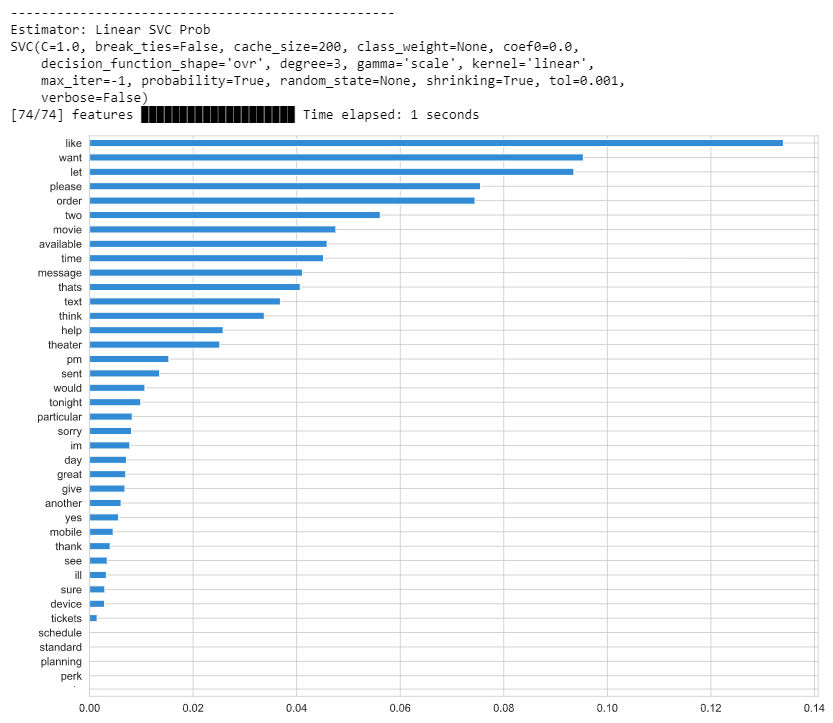 --------------------------------------------------
Estimator: Linear SVC Prob
SVC(C=1.0, break_ties=False, cache_size=200, class_weight=None, coef0=0.0,
decision_function_shape='ovr', degree=3, gamma='scale', kernel='linear',
max_iter=-1, probability=True, random_state=None, shrinking=True, tol=0.001,
verbose=False)
[74/74] features ████████████████████ Time elapsed: 1 seconds
like
want
let
please
order
two
movie
available
time
message
thats
text
think
help
theater
pm
sent
would
tonight
particular
sorry
im
day
great
give
another
yes
mobile
thank
see
ill
sure
device
tickets
schedule
standard
planning
perk
0.00 0.02 0.04 0.06 0.08 0.10 0.12 0.14